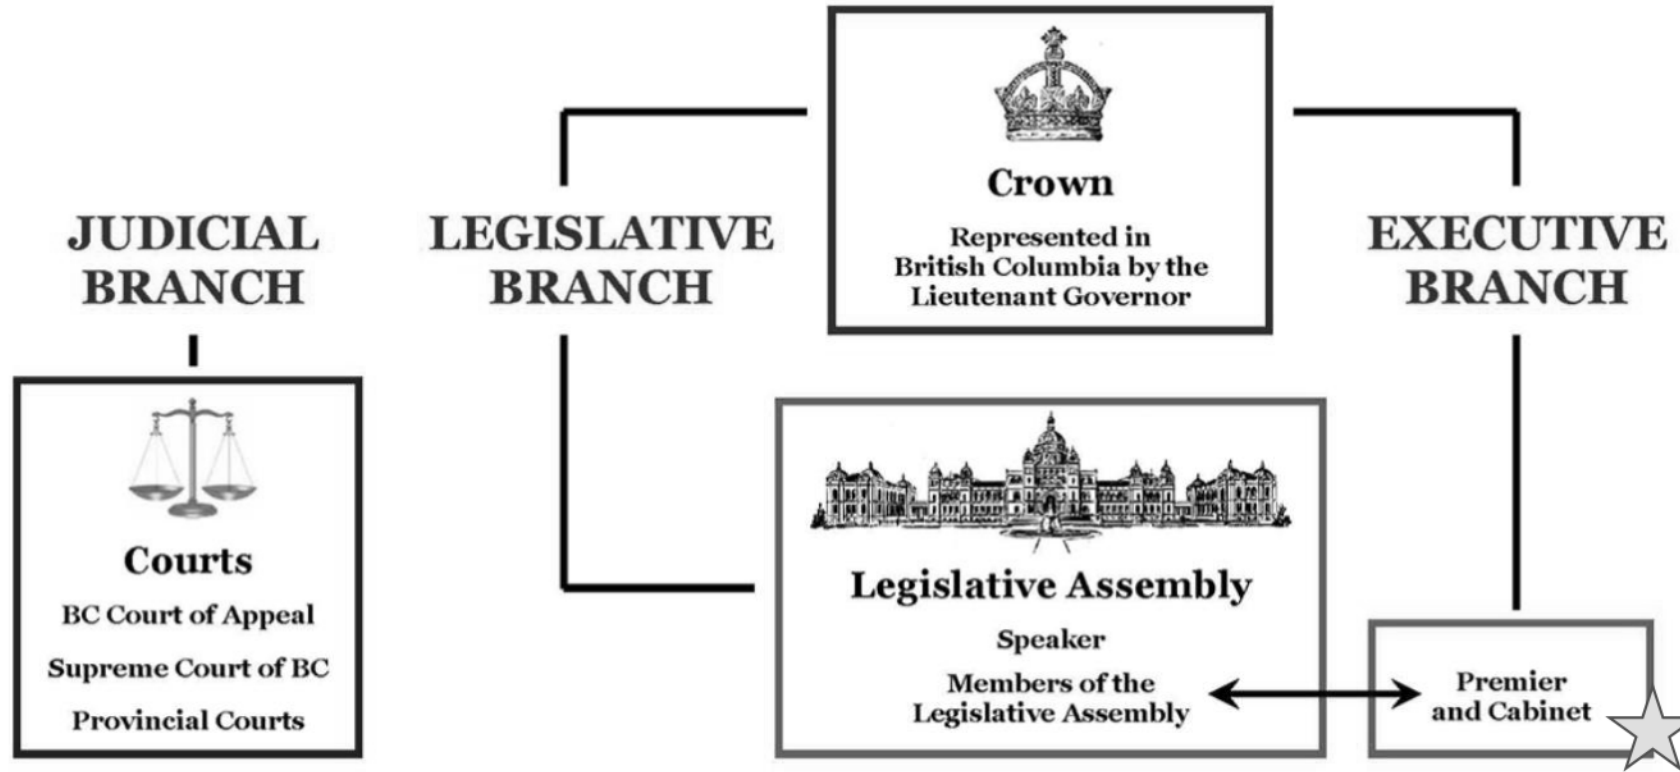 Crown
Represented in
British Columbia by the
Lieutenant Governor
JUDICIAL
BRANCH
LEGISLATIVE
BRANCH
EXECUTIVE
BRANCH
Courts
BC Court of Appeal
Supreme Court of BC
Provincial Courts
Legislative Assembly
Speaker
Members of the
Legislative Assembly
Premier
and Cabinet